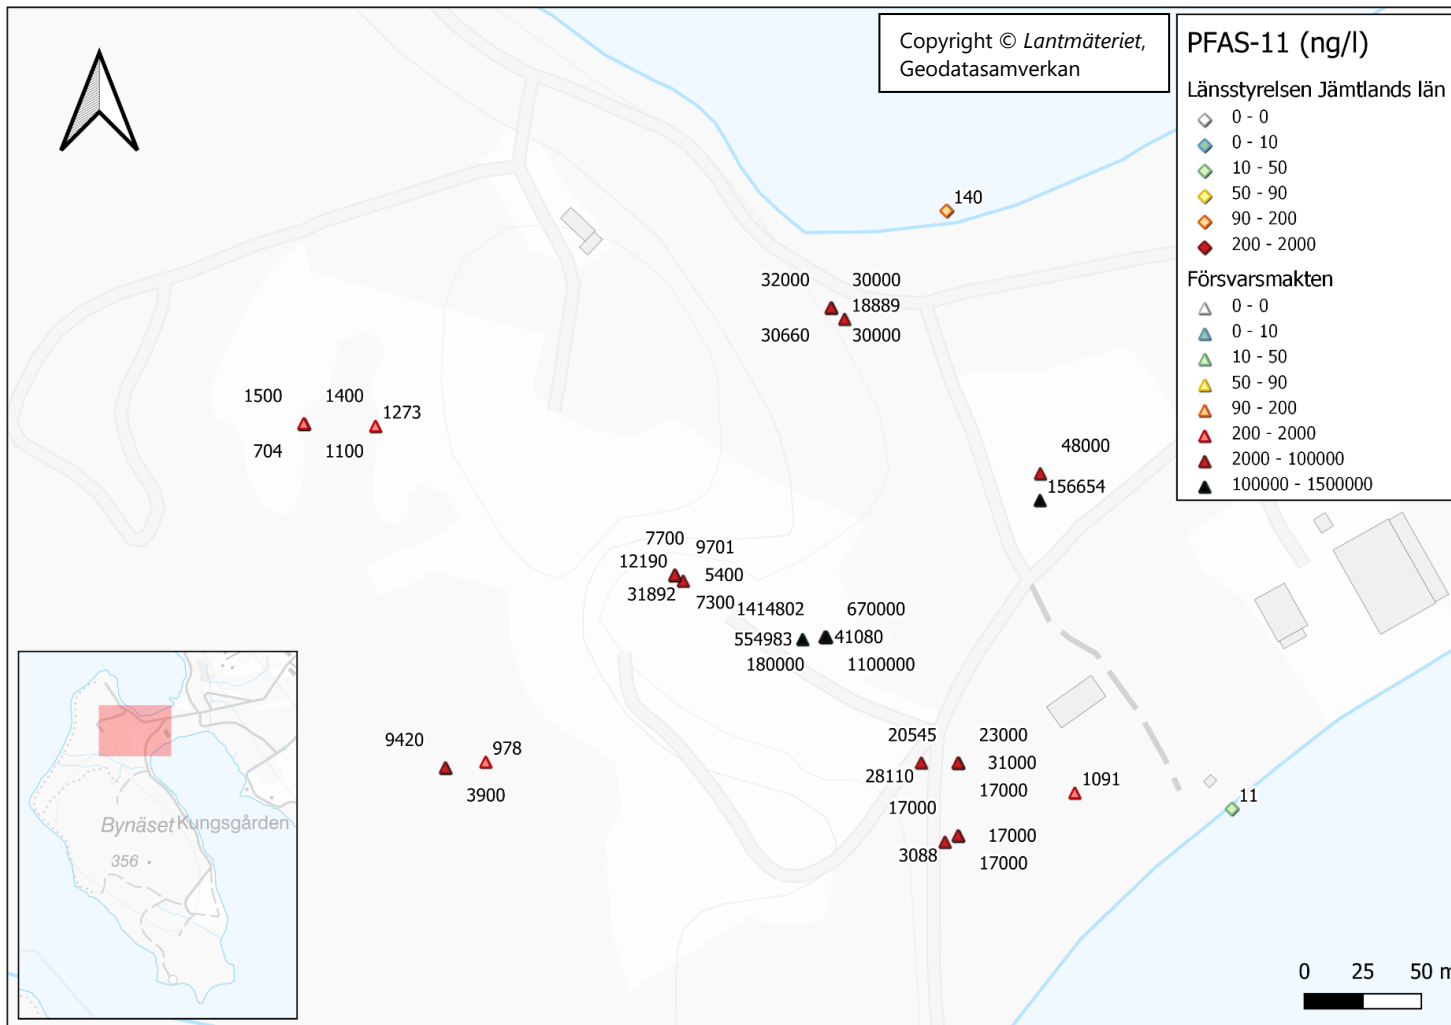 Copyright © Lantmäteriet,
Geodatasamverkan
PFAS-11 (ng/l)
Länsstyrelsen Jämtlands län
0 - 0
0 - 10
10 - 50
50 - 90
90 - 200
200 - 2000
Försvarsmakten
0 - 0
0 - 10
10 - 50
50 - 90
90 - 200
200 - 2000
2000 - 100000
100000 - 1500000
140
32000 30000
18889
30660 30000
1500 1400
1273
704 1100
48000
156654
7700 9701
12190 5400
31892 7300
1414802 670000
554983 41080
180000 1100000
20545 23000
28110 31000
17000 17000
1091
11
9420 978
3900
3088 17000
17000
Bynäset Kungsgården
356
0 25 50 m